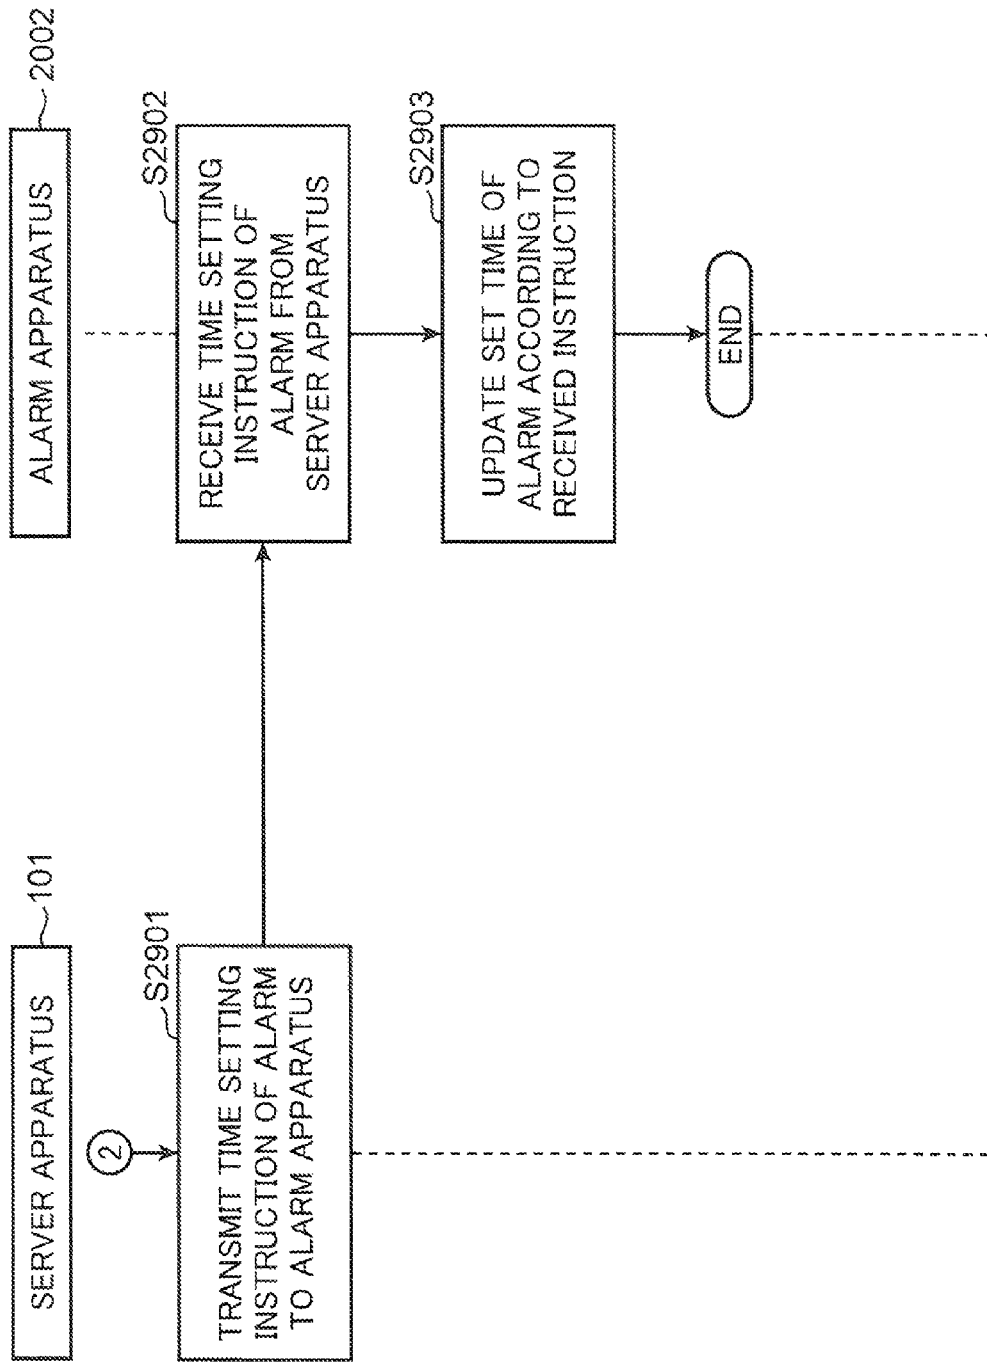 SERVER APPARATUS
101
2
S2901
TRANSMIT TIME SETTING
INSTRUCTION OF ALARM
TO ALARM APPARATUS
ALARM APPARATUS
2002
S2902
RECEIVE TIME SETTING
INSTRUCTION OF
ALARM FROM
SERVER APPARATUS
S2903
UPDATE SET TIME OF
ALARM ACCORDING TO
RECEIVED INSTRUCTION
END